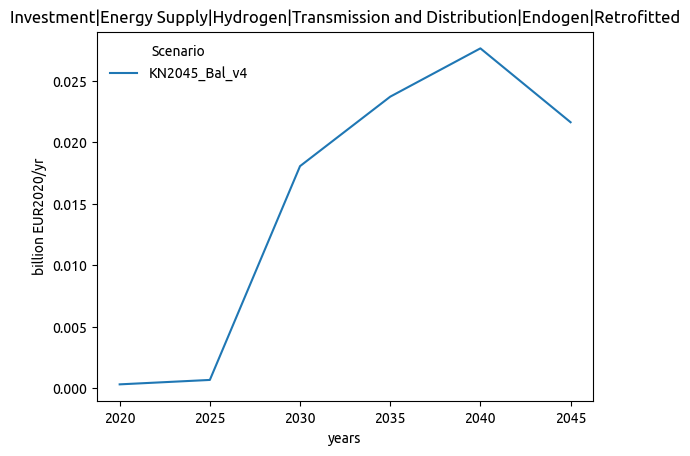 Investment|Energy Supply|Hydrogen|Transmission and Distribution|Endogen|Retrofitted
Scenario
KN2045_Bal_v4
0.025
0.020
0.015
0.010
0.005
0.000
billion EUR2020/yr
2020 2025 2030 2035 2040 2045
years